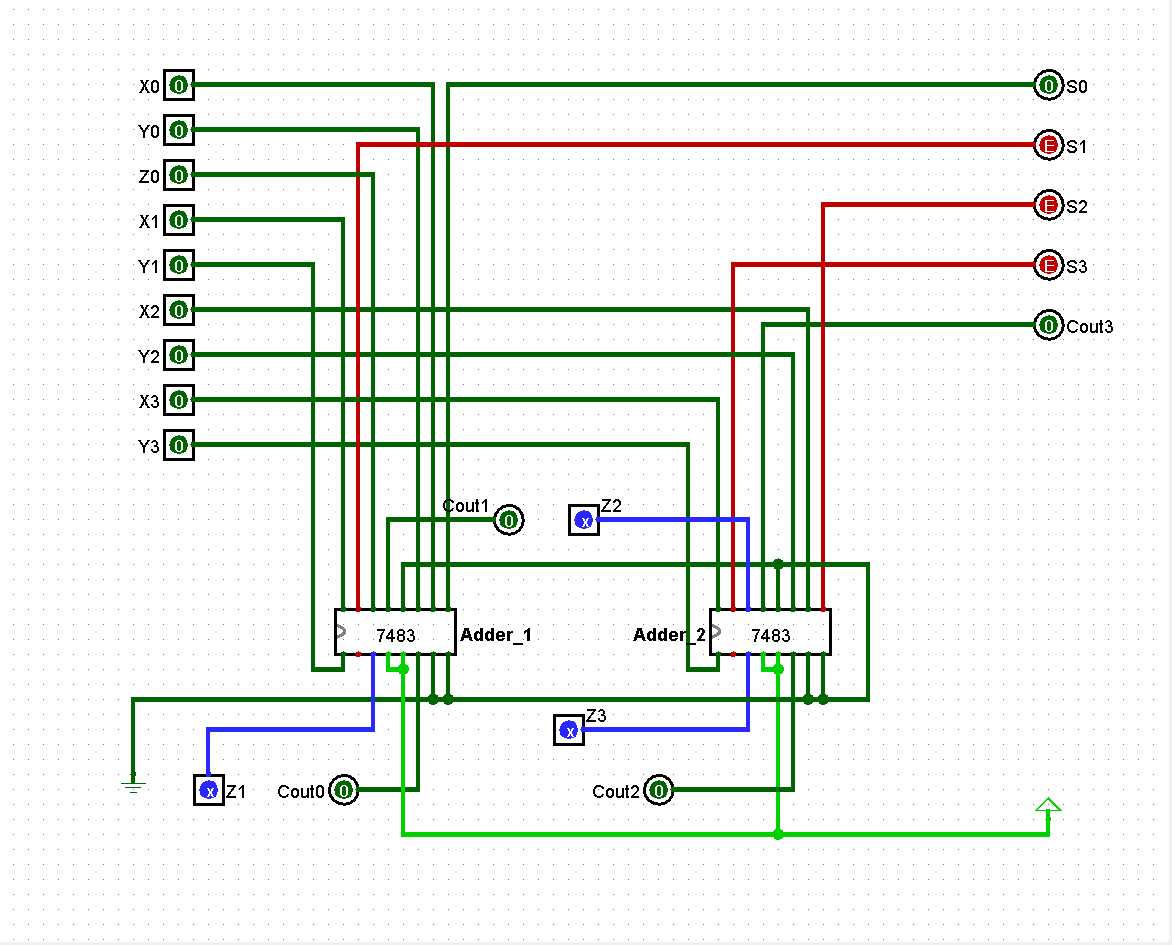 X0 0
0 S0
Y0 0
E S1
Z0 0
X1 0
E S2
Y1 0
E S3
X2 0
0 Cout3
Y2 0
X3 0
Y3 0
Cout1 0
x Z2
7483 Adder_1
Adder_2 7483
x Z3
x Z1
Cout0 0
Cout2 0